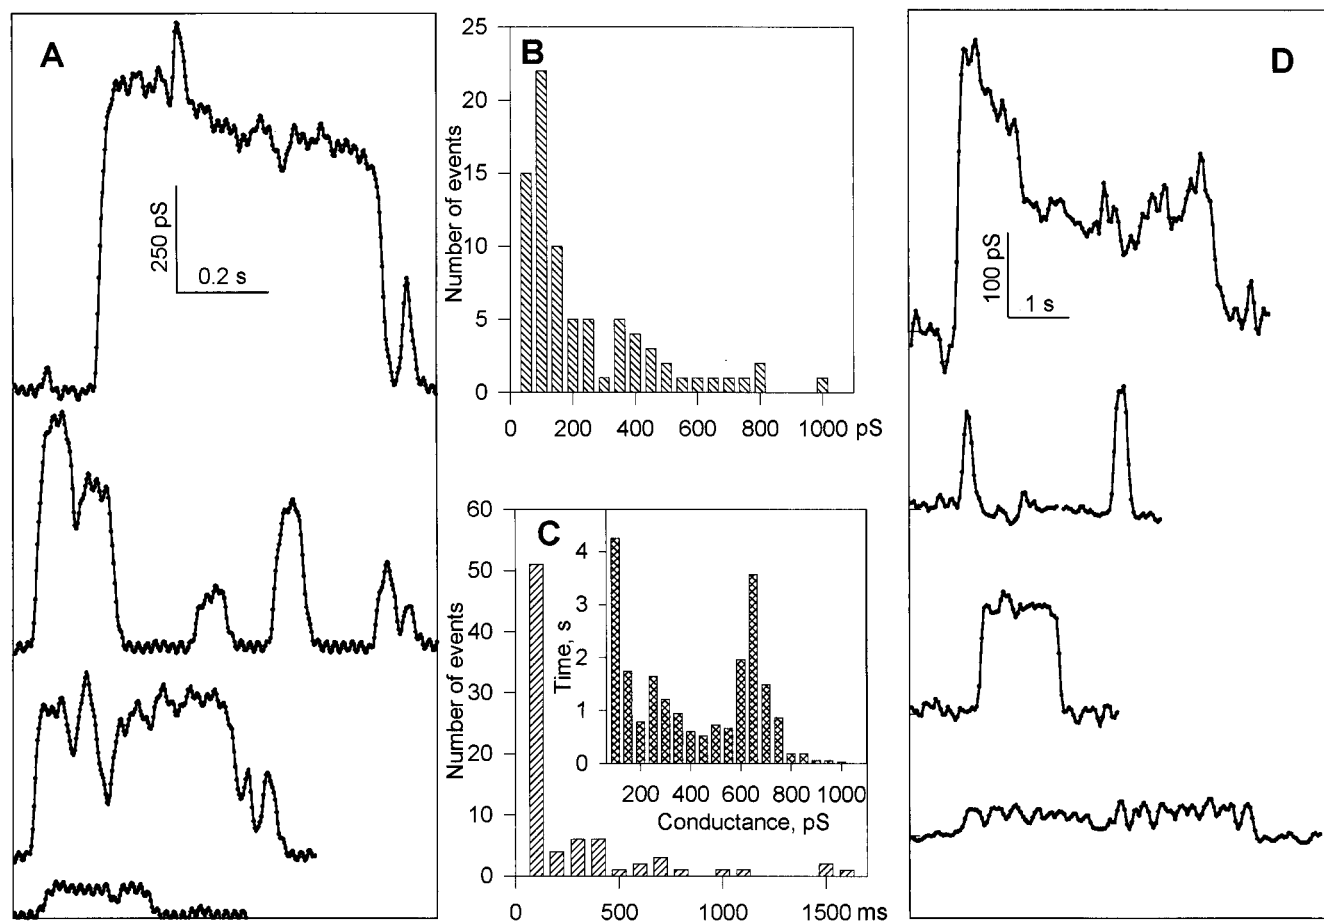 A
250 pS
0.2 s
B
Number of events
25
20
15
10
5
0
0 200 400 600 800 1000 pS
C
Number of events
60
50
40
30
20
10
0
0 500 1000 1500 ms
Time, s
4
3
2
1
0
200 400 600 800 1000
Conductance, pS
D
100 pS
1 s